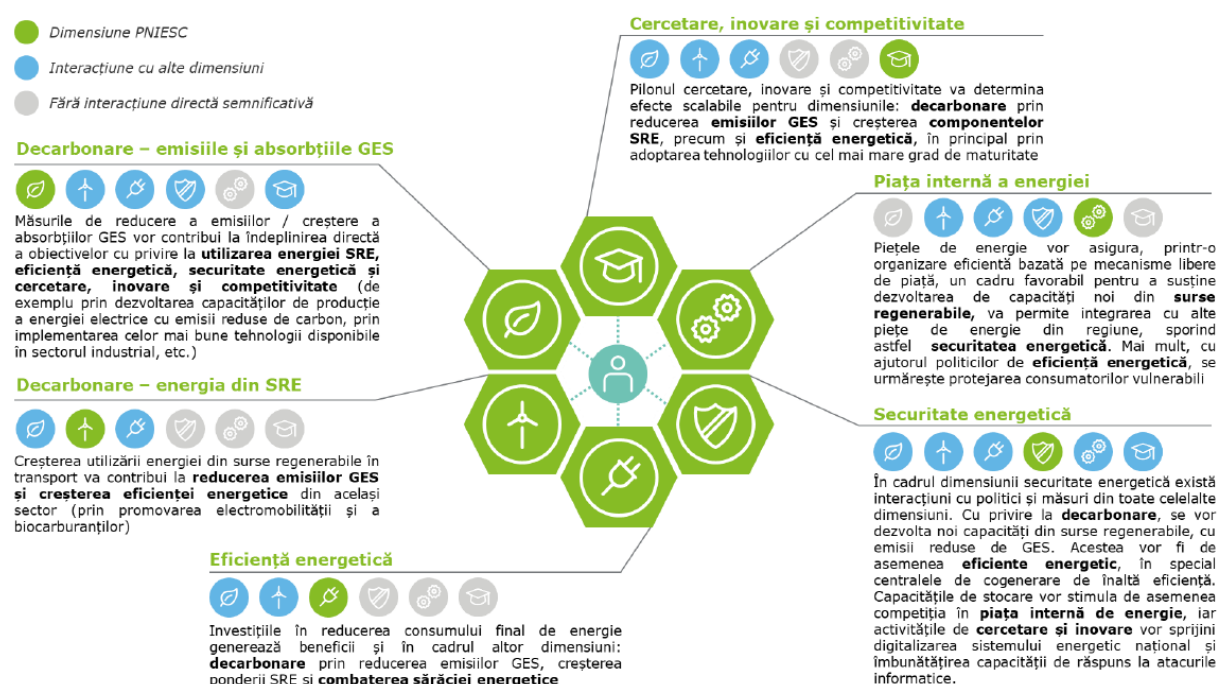 Dimensiune PNIESC
Interacțiune cu alte dimensiuni
Fără interacțiune directă semnificativă
Decarbonare – emisiile și absorbțiile GES
Măsurile de reducere a emisiilor / creștere a
absorbțiilor GES vor contribui la îndeplinirea directă
a obiectivelor cu privire la utilizarea energiei SRE,
eficiență energetică, securitate energetică și
cercetare, inovare și competitivitate (de
exemplu prin dezvoltarea capacităților de producție
a energiei electrice cu emisii reduse de carbon, prin
implementarea celor mai bune tehnologii disponibile
în sectorul industrial, etc.)
Decarbonare – energia din SRE
Creșterea utilizării energiei din surse regenerabile în
transport va contribui la reducerea emisiilor GES
și creșterea eficienței energetice din același
sector (prin promovarea electromobilității și a
biocarburanților)
Eficiență energetică
Investițiile în reducerea consumului final de energie
generează beneficii și în cadrul altor dimensiuni:
decarbonare prin reducerea emisiilor GES, creșterea
ponderii SRE și combaterea sărăciei energetice
Cercetare, inovare și competitivitate
Pilonul cercetare, inovare și competitivitate va determina
efecte scalabile pentru dimensiunile: decarbonare prin
reducerea emisiilor GES și creșterea componentelor
SRE, precum și eficiență energetică, în principal prin
adoptarea tehnologiilor cu cel mai mare grad de maturitate
Piața internă a energiei
Piețele de energie vor asigura, printr-o
organizare eficientă bazată pe mecanisme libere
de piață, un cadru favorabil pentru a susține
dezvoltarea de capacități noi din surse
regenerabile, va permite integrarea cu alte
piețe de energie din regiune, sporind
astfel securitatea energetică. Mai mult, cu
ajutorul politicilor de eficiență energetică, se
urmărește protejarea consumatorilor vulnerabili
Securitate energetică
În cadrul dimensiunii securitate energetică există
interacțiuni cu politici și măsuri din toate celelalte
dimensiuni. Cu privire la decarbonare, se vor
dezvolta noi capacități din surse regenerabile, cu
emisii reduse de GES. Acestea vor fi de
asemenea eficiente energetic, în special
centralele de cogenerare de înaltă eficiență.
Capacitățile de stocare vor stimula de asemenea
competiția în piața internă de energie, iar
activitățile de cercetare și inovare vor sprijini
digitalizarea sistemului energetic național și
îmbunătățirea capacității de răspuns la atacurile
informatice.